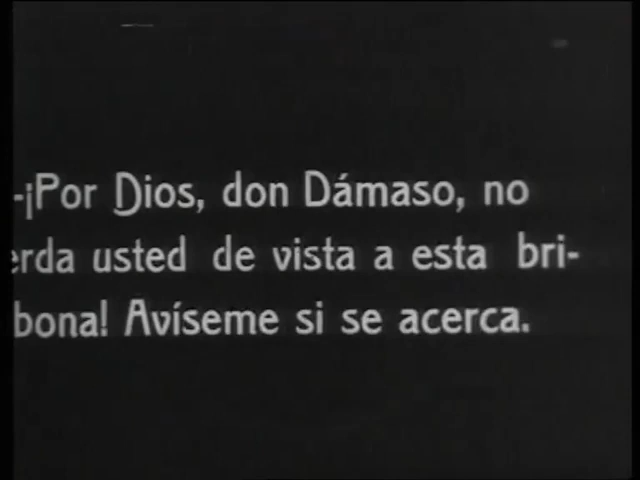 -¡Por Dios, don Dámaso, no
erda usted de vista a esta bri-
bona! Avíseme si se acerca.